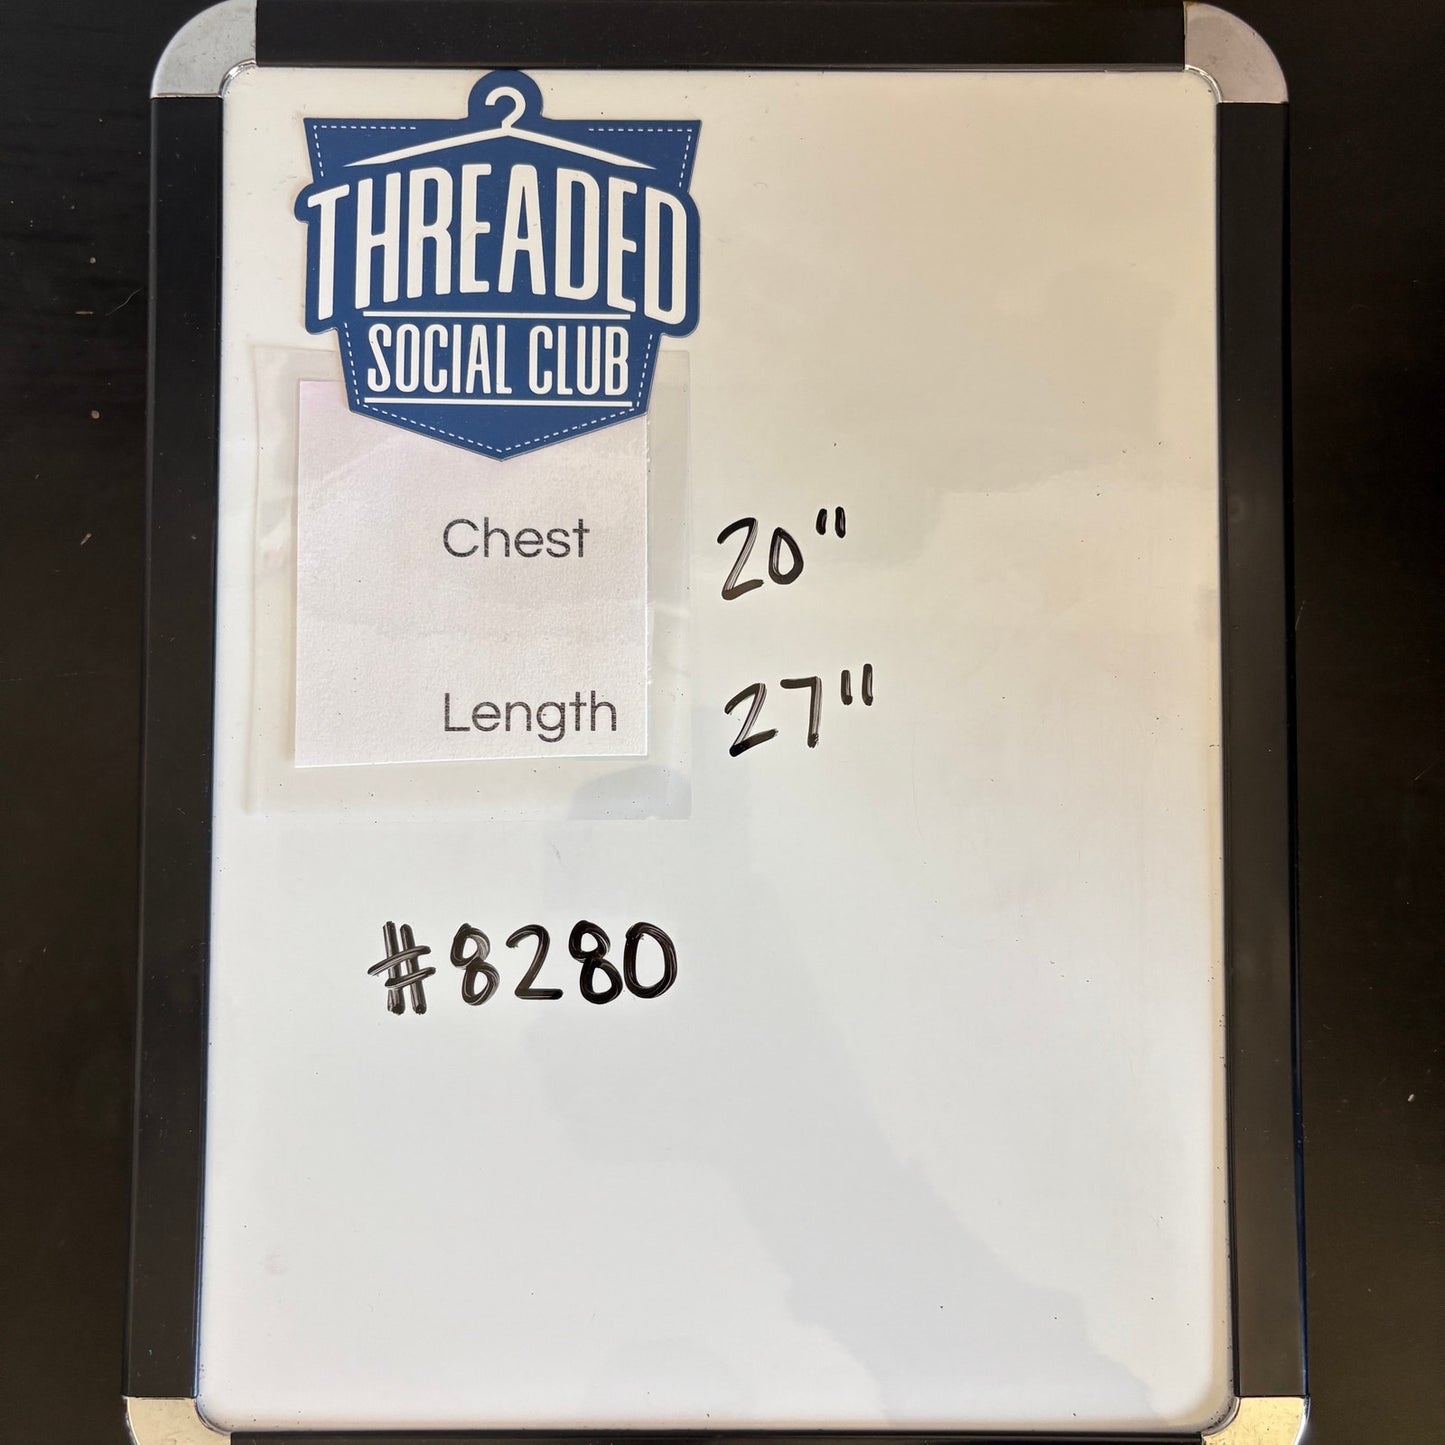 THREADED
SOCIAL CLUB
Chest 20"
Length 27"
#8280